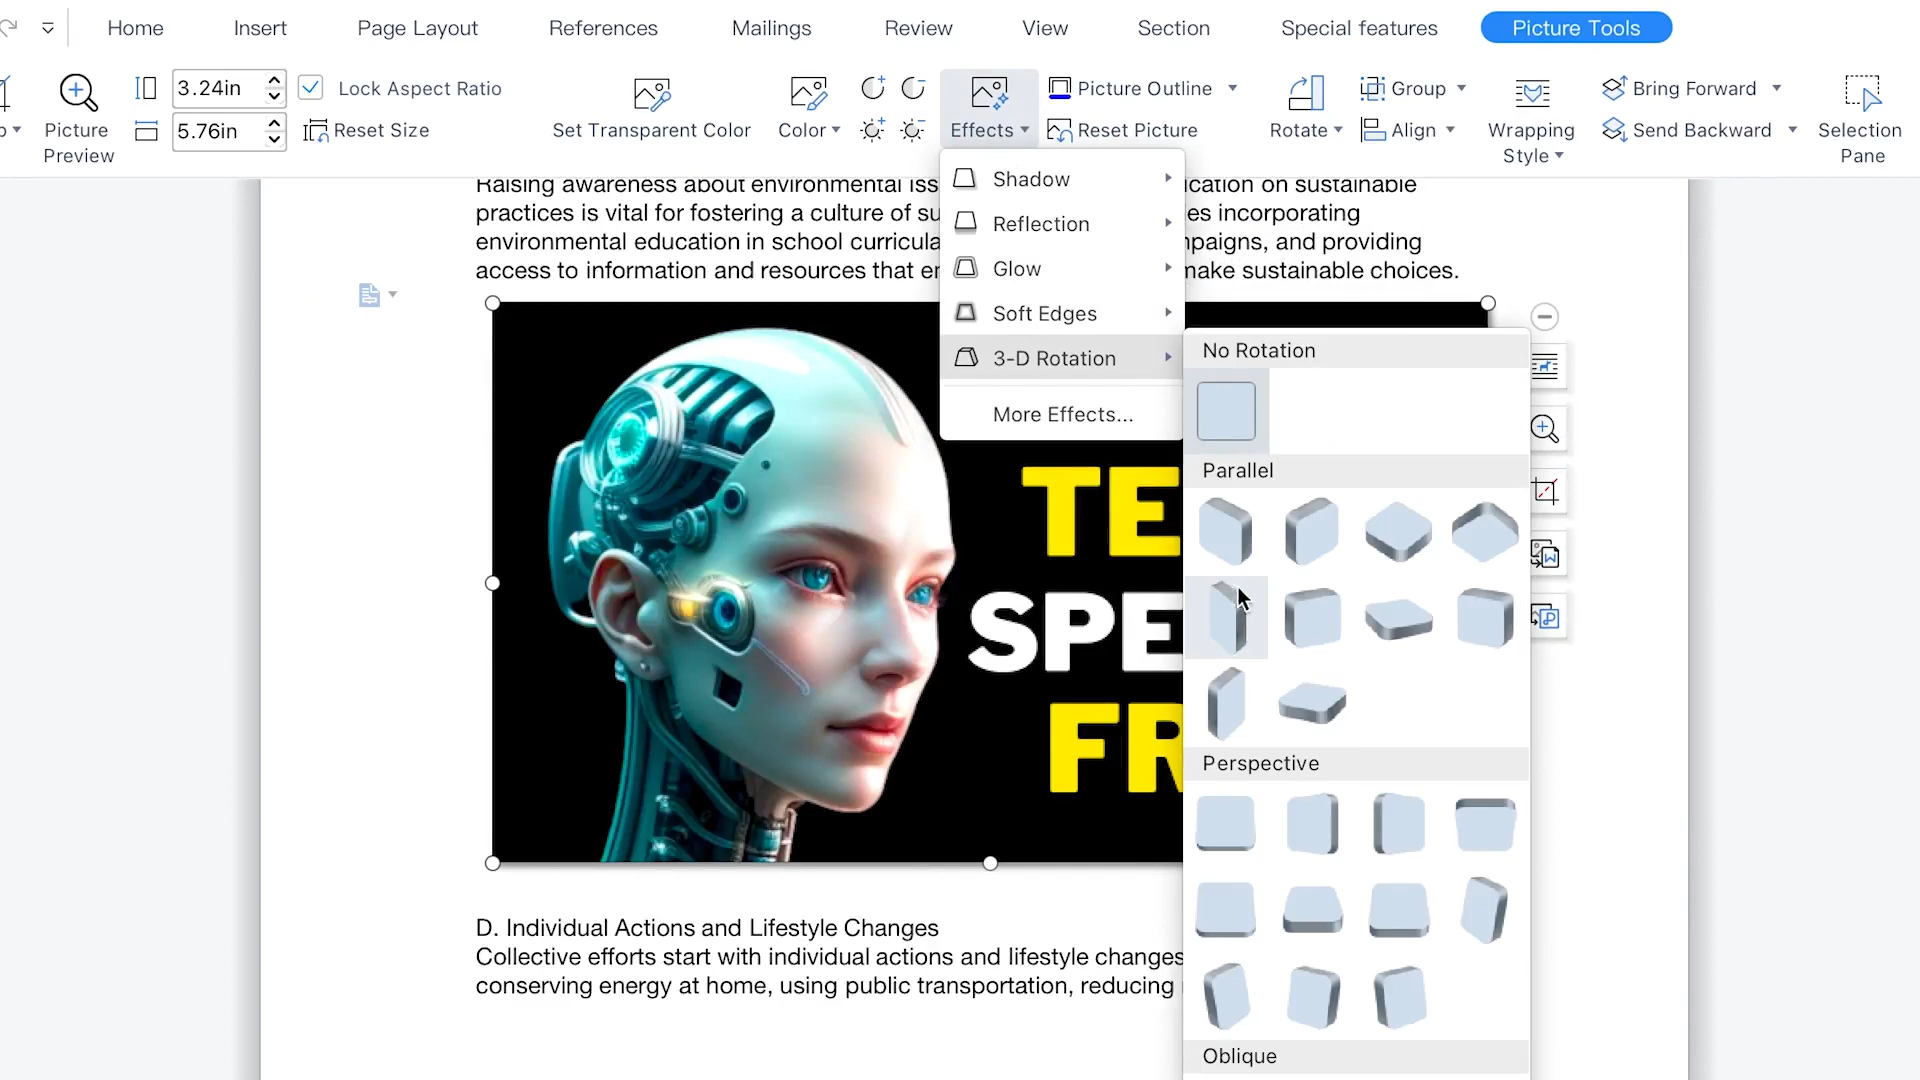 Home Insert Page Layout References Mailings Review View Section Special features Picture Tools
3.24in Lock Aspect Ratio Picture Outline Group Bring Forward
Picture Preview 5.76in Reset Size Set Transparent Color Color Effects Reset Picture Rotate Align Wrapping Style Send Backward Selection Pane
Raising awareness about environmental iss
cation on sustainable
practices is vital for fostering a culture of su
es incorporating
environmental education in school curricula
paigns, and providing
access to information and resources that e
make sustainable choices.
Shadow
Reflection
Glow
Soft Edges
3-D Rotation
More Effects...
No Rotation
Parallel
Perspective
Oblique
TE
SPE
FR
D. Individual Actions and Lifestyle Changes
Collective efforts start with individual actions and lifestyle changes
conserving energy at home, using public transportation, reducing